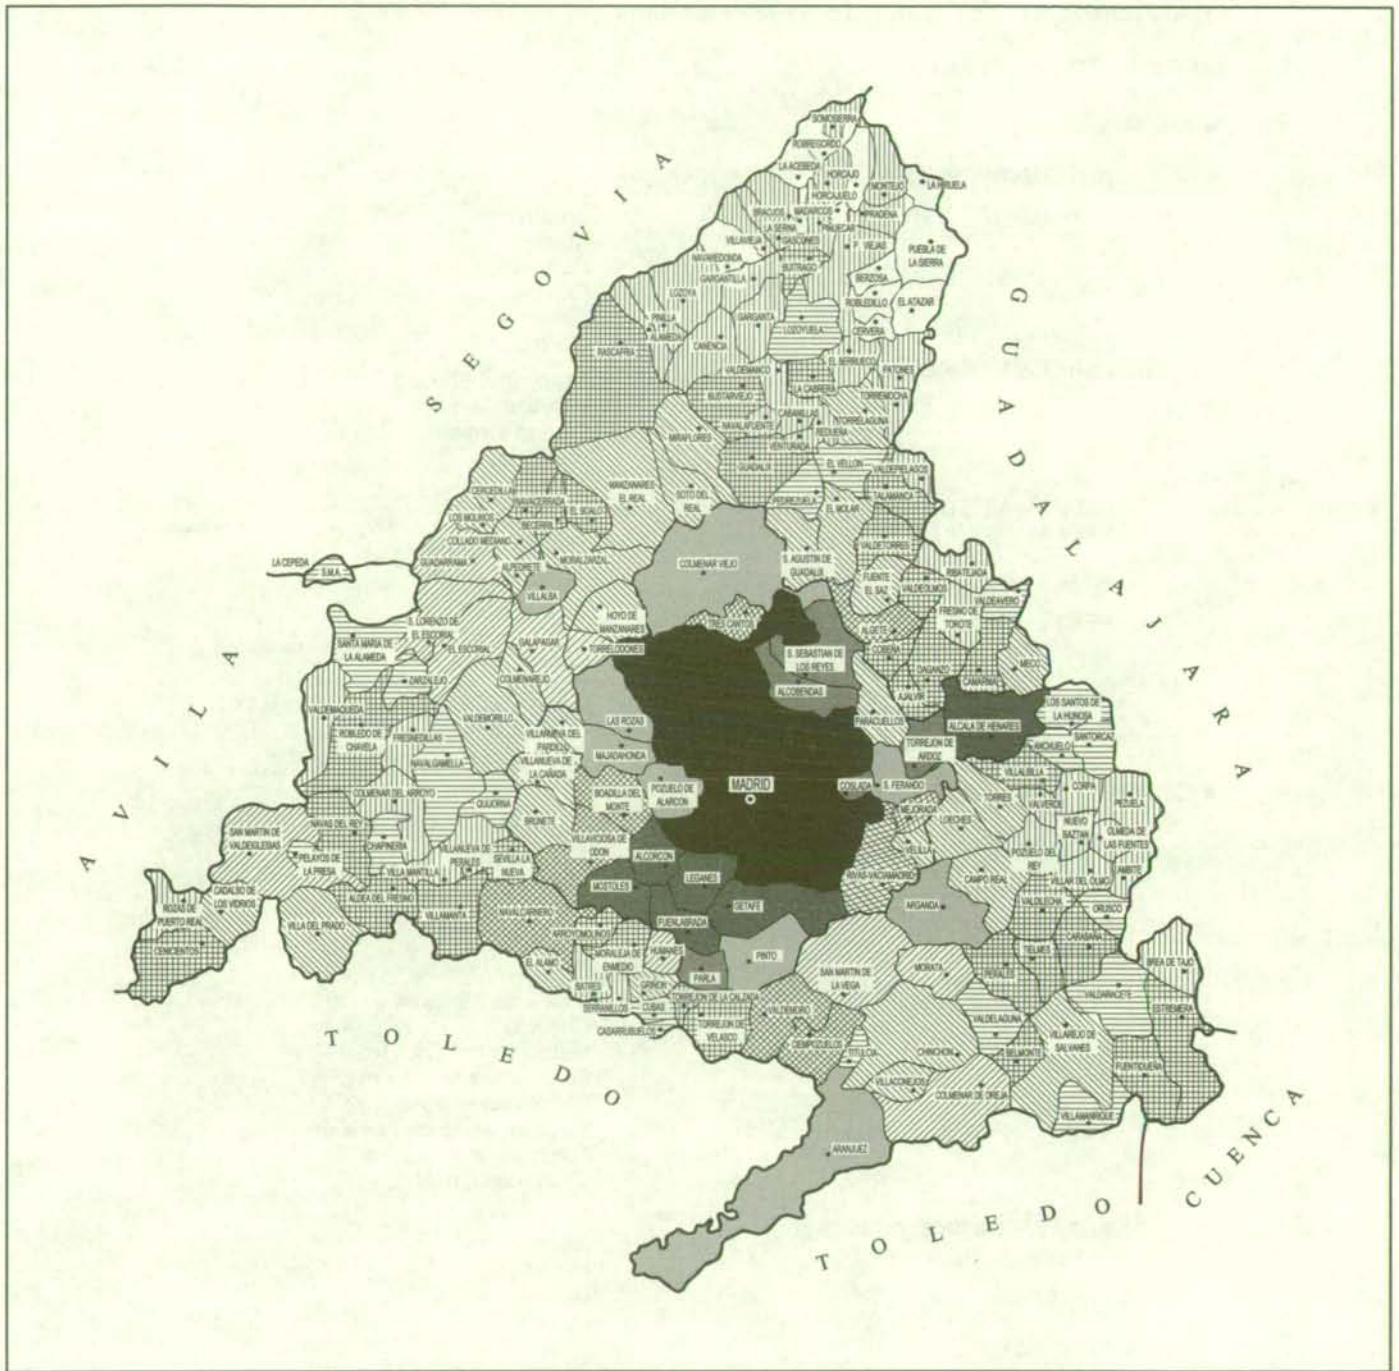 SOMOSIERRA
ROBREGORDO
LA ACEBEDA
HORCAJO
HORCAJUELO
MONTEJO
LA HIRUELA
BRAOJOS
MADARCOS
PRADENA
LA SERNA
PIÑUECAR
VILLAVIEJA
GASCONES
P. VIEJAS
PUEBLA DE
LA SIERRA
NAVARREDONDA
BUITRAGO
GARGANTILLA
BERZOSA
LOZOYA
ROBLEDILLO
EL ATAZAR
PINILLA
GARGANTA
LOZOYUELA
CERVERA
ALAMEDA
CANENCIA
RASCAFRIA
EL BERRUECO
VALDEMANCO
PATONES
LA CABRERA
BUSTARVIEJO
TORREMOCHA
CABANILLAS
TORRELAGUNA
NAVALAFUENTE
REDUEÑA
MIRAFLORES
VENTURADA
GUADALIX
EL VELLON
VALDEPIELAGOS
CERCEDILLA
NAVACERRADA
MANZANARES
EL REAL
SOTO DEL
REAL
PEDREZUELA
TALAMANCA
EL BOALO
EL MOLAR
LOS MOLINOS
BECERRIL
COLLADO MEDIANO
VALDETORRES
GUADARRAMA
ALPEDRETE
MORALZARZAL
COLMENAR VIEJO
S. AGUSTIN DE
GUADALIX
LA CEPEDA
S.M.A.
FUENTE
EL SAZ
RIBATEJADA
VALDEOLMOS
VILLALBA
VALDEAVERO
HOYO DE
MANZANARES
FRESNO DE
TOROTE
TRES CANTOS
S. LORENZO DE
EL ESCORIAL
SANTA MARIA DE
LA ALAMEDA
EL ESCORIAL
GALAPAGAR
TORRELODONES
ALGETE
S. SEBASTIAN DE
LOS REYES
COBEÑA
DAGANZO
CAMARMA
MECO
ZARZALEJO
COLMENAREJO
ALCOBENDAS
AJALVIR
VALDEMAQUEDA
VALDEMORILLO
LAS ROZAS
PARACUELLOS
ALCALA DE HENARES
LOS SANTOS DE
LA HUMOSA
ROBLEDO DE
CHAVELA
FRESNEDILLAS
VILLANUEVA DEL
PARDILLO
MAJADAHONDA
TORREJON DE
ARDOZ
ANCHUELO
SANTORCAZ
NAVALGAMELLA
VILLANUEVA DE
LA CAÑADA
MADRID
COSLADA
S. FERANDO
VILLALBILLA
COLMENAR DEL ARROYO
QUIJORNA
BOADILLA DEL
MONTE
POZUELO DE
ALARCON
MEJORADA
TORRES
VALVERDE
CORPA
PEZUELA
NAVAS DEL REY
BRUNETE
LOECHES
NUEVO
BAZTAN
OLMEDA DE
LAS FUENTES
SAN MARTIN DE
VALDEIGLESIAS
CHAPINERIA
VILLAVICIOSA DE
ODON
VELILLA
POZUELO DEL
REY
PELAYOS DE
LA PRESA
VILLANUEVA DE
PERALES
SEVILLA LA
NUEVA
ALCORCON
VILLA MANTILLA
LEGANES
RIVAS-VACIAMADRID
CAMPO REAL
VILLAR DEL OLMO
AMBITE
CADALSO DE
LOS VIDRIOS
ALDEA DEL FRESNO
MOSTOLES
GETAFE
ARGANDA
VALDILECHA
ORUSCO
ROZAS DE
PUERTO REAL
VILLAMANTA
NAVALCARNERO
FUENLABRADA
VILLA DEL PRADO
ARROYOMOLINOS
CARABAÑA
CENICIENTOS
MORALEJA DE
ENMEDIO
HUMANES
PINTO
TIELMES
EL ALAMO
PARLA
SAN MARTIN DE
LA VEGA
MORATA
PERALES
BREA DE TAJO
BATRES
GRIÑON
SERRANILLOS
CUBAS
TORREJON DE LA CALZADA
VALDEMORO
VALDARACETE
ESTREMERA
CASARRUBUELOS
TORREJON DE
VELASCO
CIEMPOZUELOS
VALDELAGUNA
VILLAREJO DE
SALVANES
TITULCIA
CHINCHON
BELMONTE
FUENTIDUEÑA
VILLACONEJOS
COLMENAR DE OREJA
VILLAMANRIQUE
ARANJUEZ
SEGOVIA
GUADALAJARA
AVILA
TOLEDO
TOLEDO
CUENCA